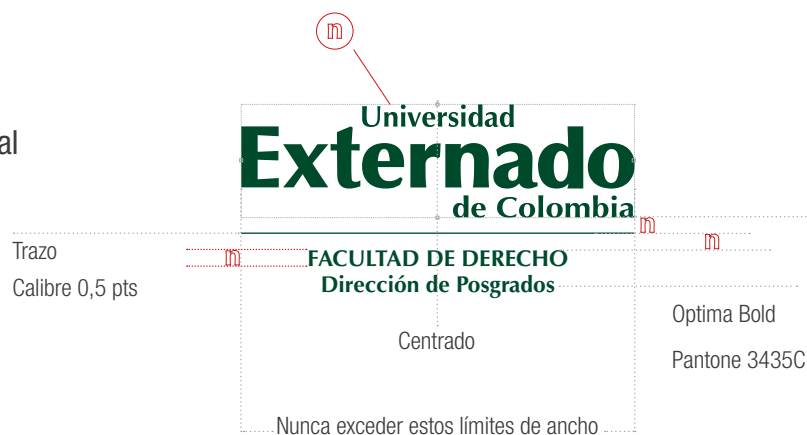 n
Universidad
Externado
de Colombia
al
n
n
Trazo
n
FACULTAD DE DERECHO
Calibre 0,5 pts
Dirección de Posgrados
Optima Bold
Centrado
Pantone 3435C
Nunca exceder estos límites de ancho